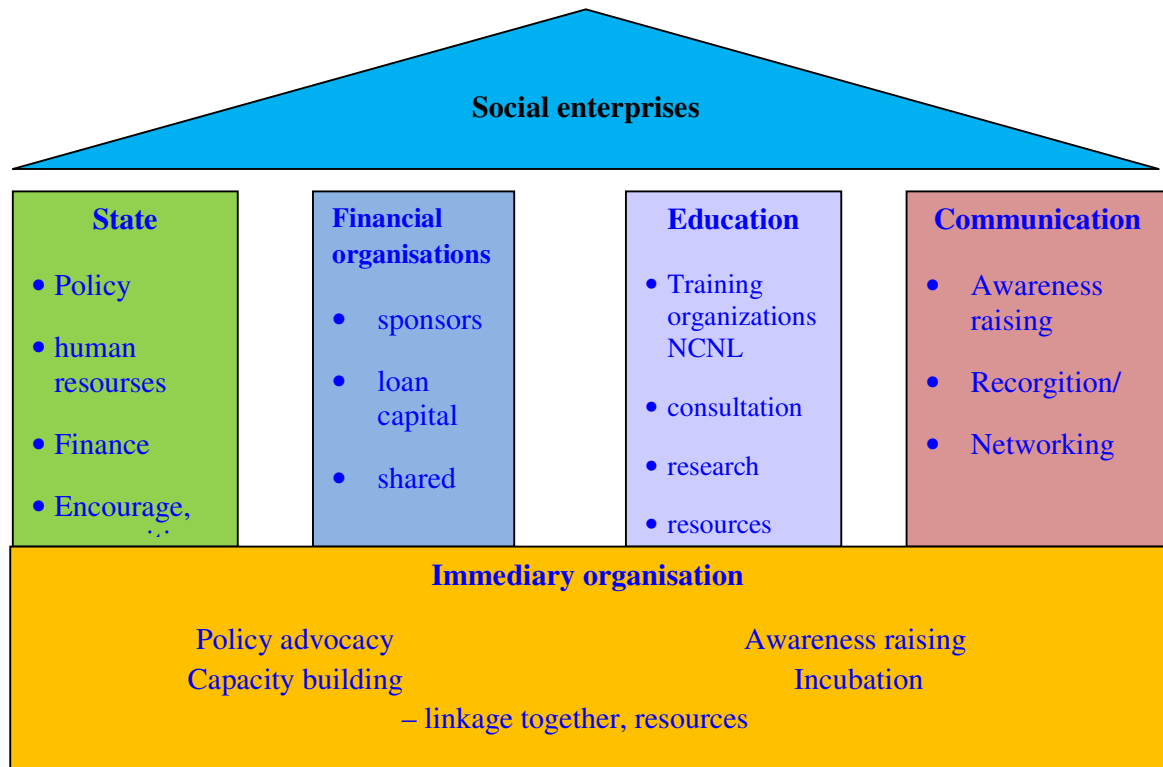 Social enterprises
State
• Policy
• human
resourses
• Finance
• Encourage,
Financial
organisations
• sponsors
• loan
capital
• shared
Education
• Training
organizations
NCNL
• consultation
• research
• resources
Communication
• Awareness
raising
• Recorgition/
• Networking
Immediary organisation
Policy advocacy
Awareness raising
Capacity building
Incubation
– linkage together, resources